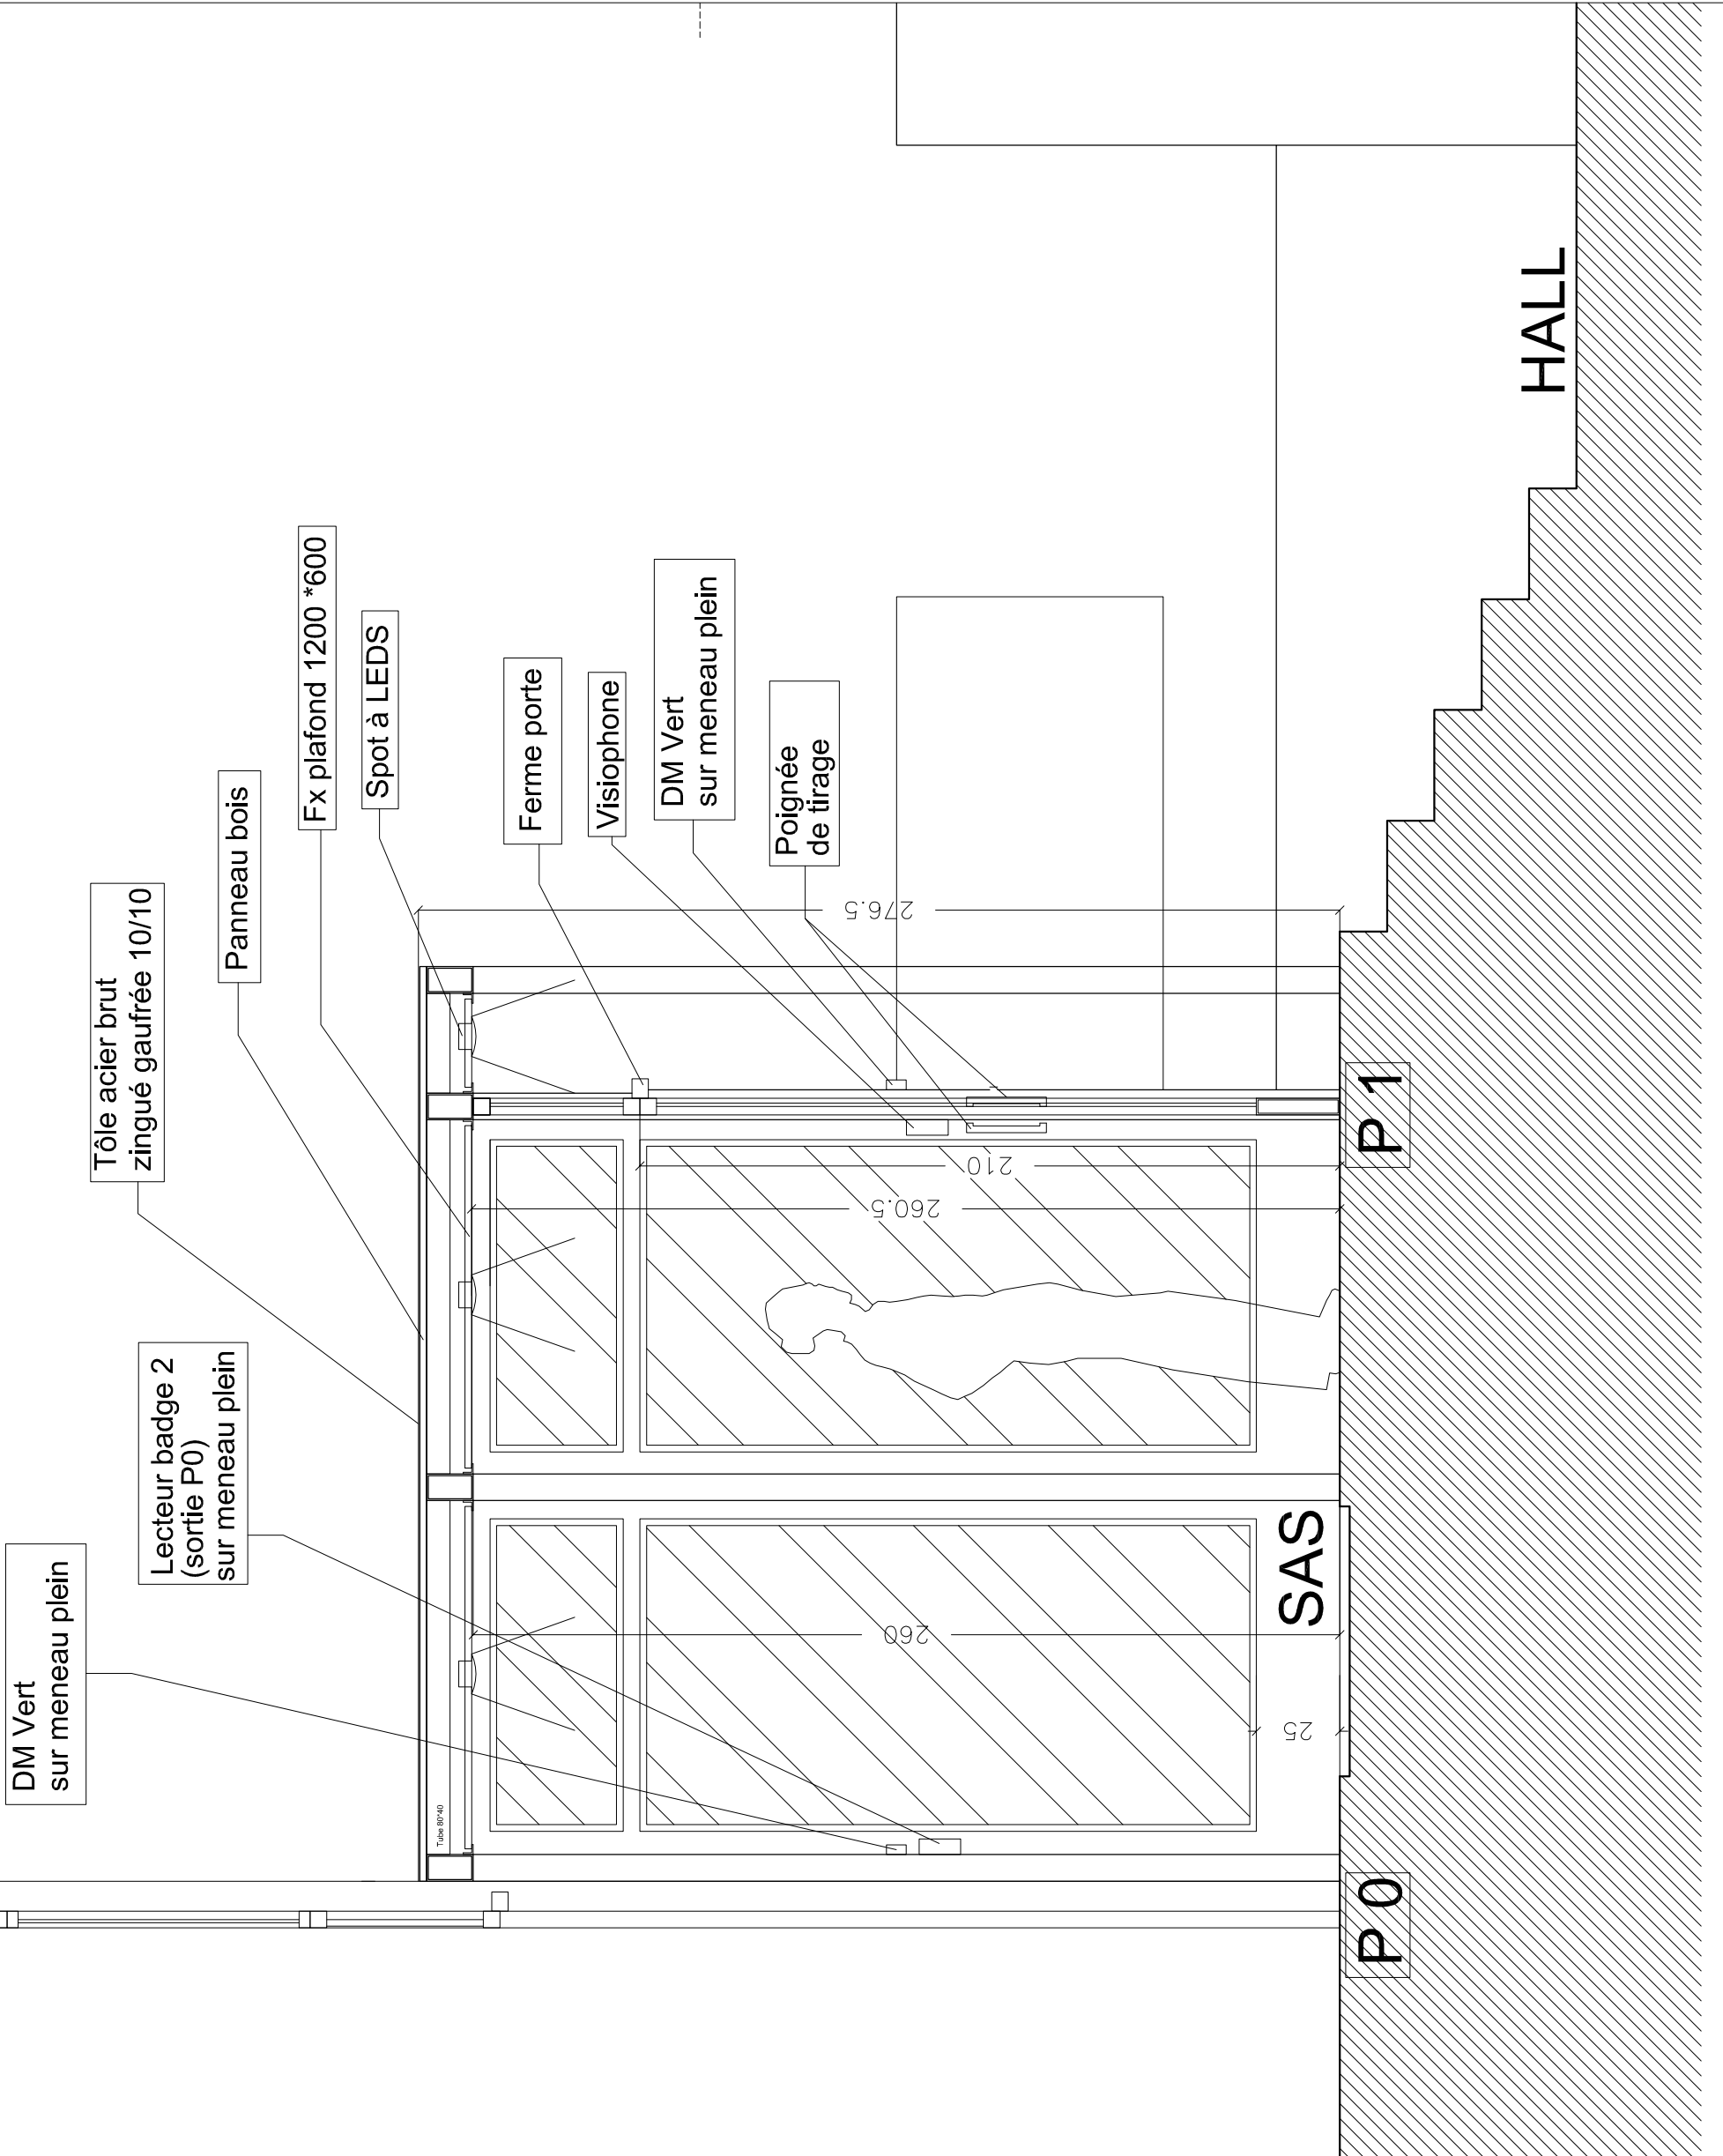 DM Vert
sur meneau plein
Lecteur badge 2
(sortie P0)
sur meneau plein
Tôle acier brut
zingué gaufrée 10/10
Panneau bois
Fx plafond 1200 *600
Spot à LEDS
Ferme porte
Visiophone
DM Vert
sur meneau plein
Poignée
de tirage
Tube 80*40
276.5
210
260.5
260
25
SAS
HALL
P 0
P 1